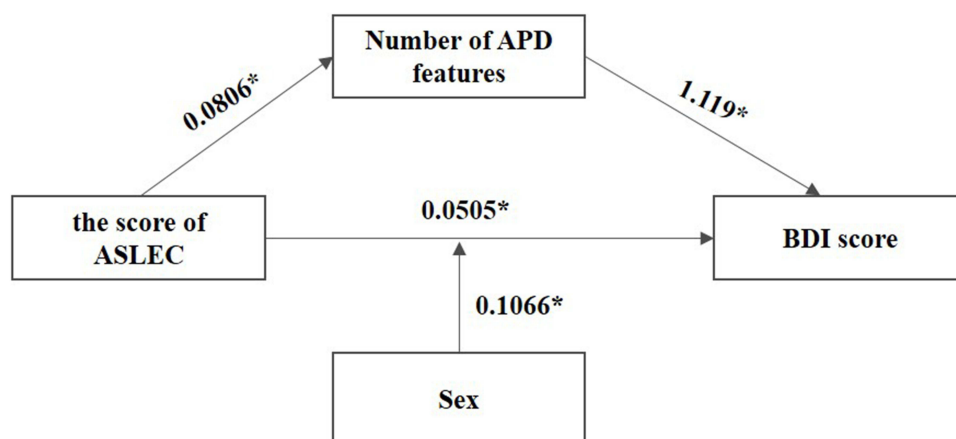 Number of APD
features
0.0806*
1.119*
the score of
ASLEC
0.0505*
BDI score
0.1066*
Sex